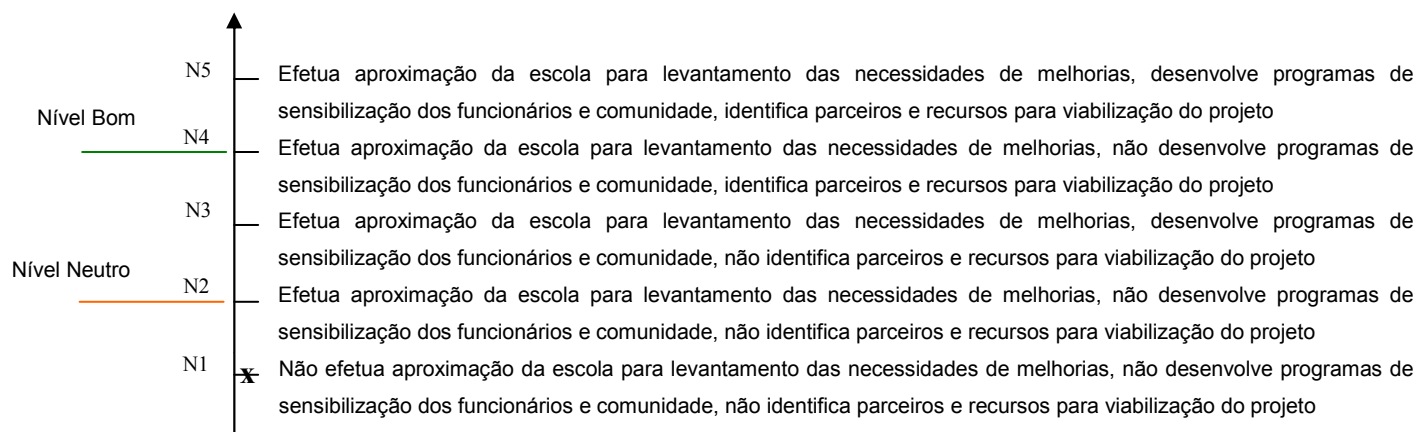 N5 Efetua aproximação da escola para levantamento das necessidades de melhorias, desenvolve programas de
sensibilização dos funcionários e comunidade, identifica parceiros e recursos para viabilização do projeto
Nível Bom
N4 Efetua aproximação da escola para levantamento das necessidades de melhorias, não desenvolve programas de
sensibilização dos funcionários e comunidade, identifica parceiros e recursos para viabilização do projeto
N3 Efetua aproximação da escola para levantamento das necessidades de melhorias, desenvolve programas de
sensibilização dos funcionários e comunidade, não identifica parceiros e recursos para viabilização do projeto
Nível Neutro
N2 Efetua aproximação da escola para levantamento das necessidades de melhorias, não desenvolve programas de
sensibilização dos funcionários e comunidade, não identifica parceiros e recursos para viabilização do projeto
N1 x Não efetua aproximação da escola para levantamento das necessidades de melhorias, não desenvolve programas de
sensibilização dos funcionários e comunidade, não identifica parceiros e recursos para viabilização do projeto